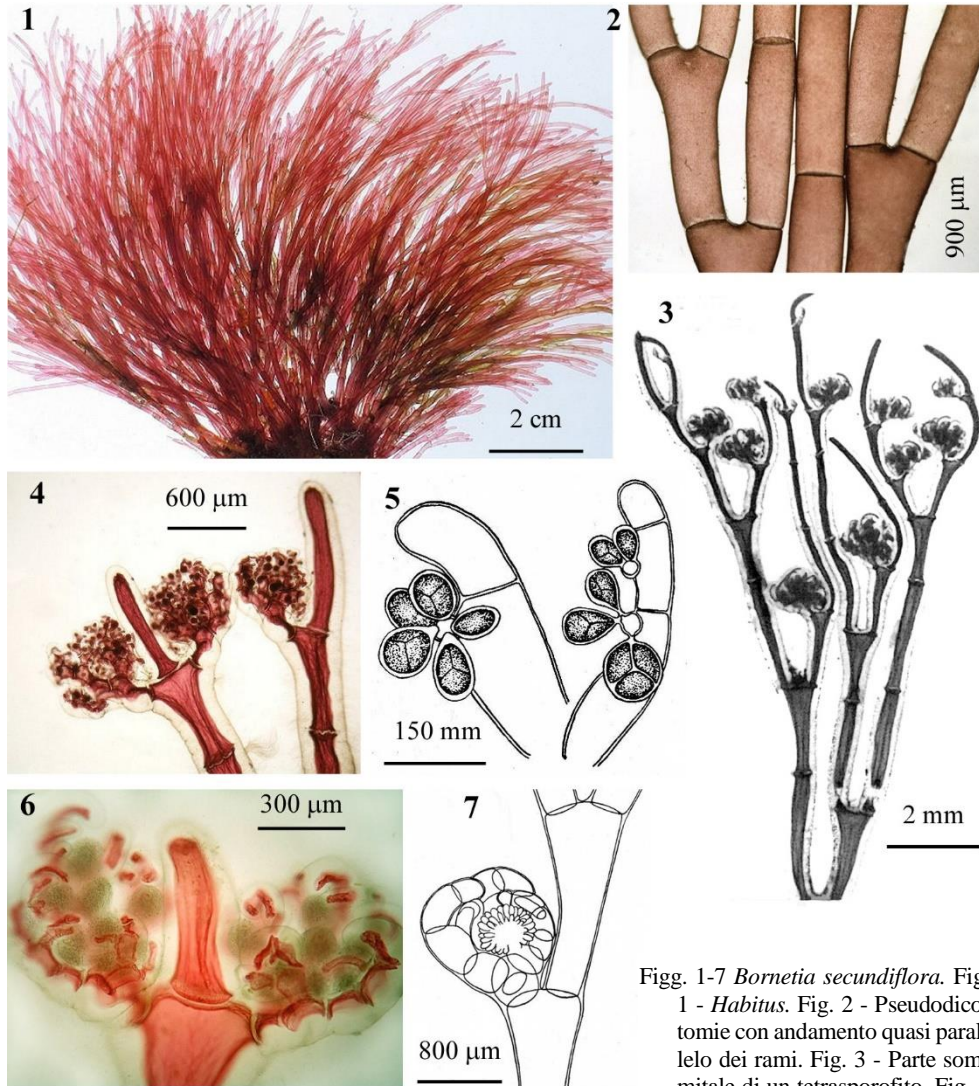 1
2
900 µm
2 cm
3
4
600 µm
5
150 mm
2 mm
6
300 µm
7
800 µm
Figg. 1-7 Bornetia secundiflora. Fig.
1 - Habitus. Fig. 2 - Pseudodico-
tomie con andamento quasi paral-
lelo dei rami. Fig. 3 - Parte som-
mitale di un tetrasporofito. Fig.